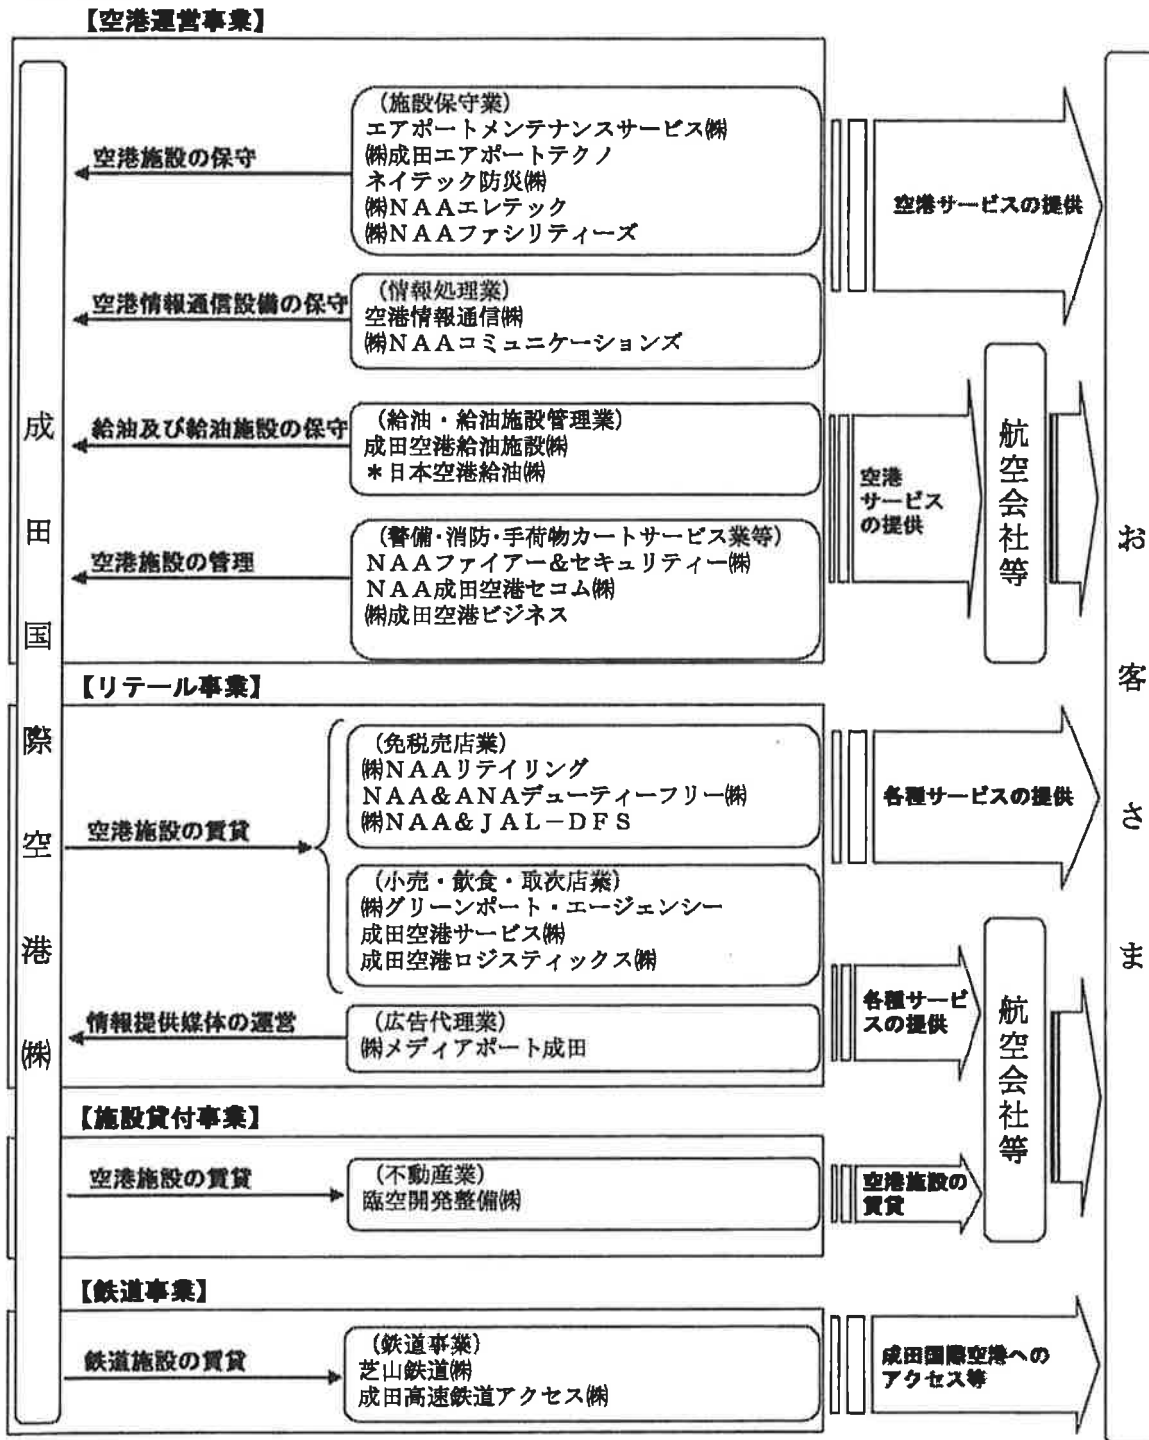 【空港運営事業】
成田国際空港㈱
空港施設の保守
(施設保守業)
エアポートメンテナンスサービス㈱
㈱成田エアポートテクノ
ネイテック防災㈱
㈱NAAエレテック
㈱NAAファシリティーズ
空港サービスの提供
空港情報通信設備の保守
(情報処理業)
空港情報通信㈱
㈱NAAコミュニケーションズ
給油及び給油施設の保守
(給油・給油施設管理業)
成田空港給油施設㈱
*日本空港給油㈱
空港施設の管理
(警備・消防・手荷物カートサービス業等)
NAAファイアー&セキュリティー㈱
NAA成田空港セコム㈱
㈱成田空港ビジネス
空港
サービス
の提供
航空会社等
お客さま
【リテール事業】
空港施設の賃貸
(免税売店業)
㈱NAAリテイリング
NAA&ANAデューティーフリー㈱
㈱NAA&JAL-DFS
各種サービスの提供
(小売・飲食・取次店業)
㈱グリーンポート・エージェンシー
成田空港サービス㈱
成田空港ロジスティックス㈱
情報提供媒体の運営
(広告代理業)
㈱メディアポート成田
各種サービ
スの提供
航空会社等
【施設貸付事業】
空港施設の賃貸
(不動産業)
臨空開発整備㈱
空港施設の
賃貸
【鉄道事業】
鉄道施設の賃貸
(鉄道事業)
芝山鉄道㈱
成田高速鉄道アクセス㈱
成田国際空港への
アクセス等